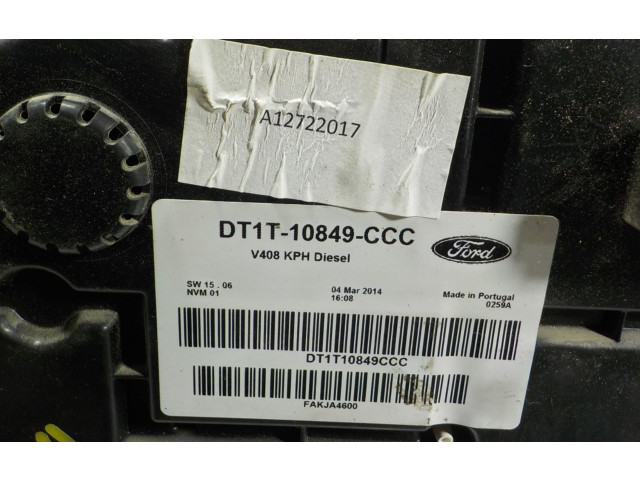 A12722017
DT1T-10849-CCC
Ford
V408 KPH Diesel
SW 15 . 06
NVM 01
04 Mar 2014
16:08
Made in Portugal
0259A
DT1T10849CCC
FAKJA4600